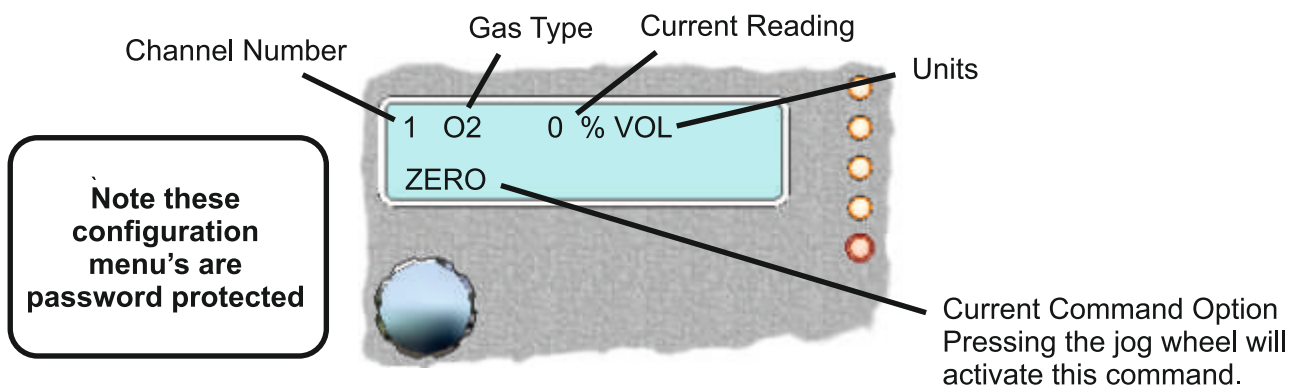 Gas Type
Current Reading
Channel Number
Units
1 O2 0 % VOL
ZERO
`Note these
configuration
menu's are
password protected
Current Command Option
Pressing the jog wheel will
activate this command.